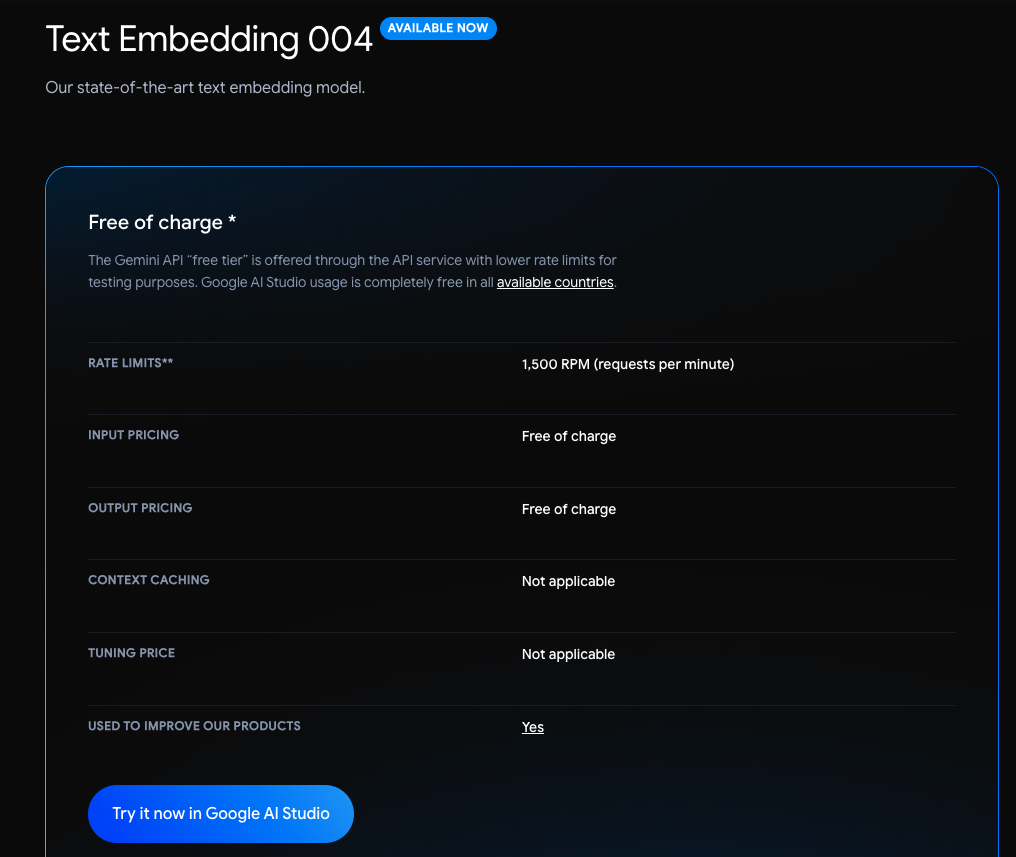 Text Embedding 004 AVAILABLE NOW
Our state-of-the-art text embedding model.
Free of charge *
The Gemini API “free tier” is offered through the API service with lower rate limits for
testing purposes. Google AI Studio usage is completely free in all available countries.
RATE LIMITS** 1,500 RPM (requests per minute)
INPUT PRICING Free of charge
OUTPUT PRICING Free of charge
CONTEXT CACHING Not applicable
TUNING PRICE Not applicable
USED TO IMPROVE OUR PRODUCTS Yes
Try it now in Google AI Studio